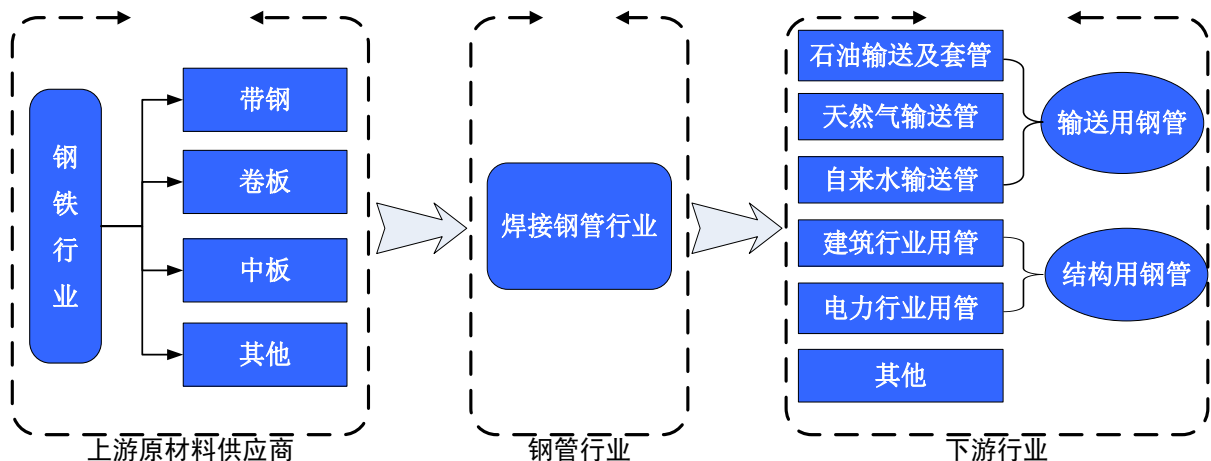 钢铁行业
带钢
卷板
中板
其他
上游原材料供应商
焊接钢管行业
钢管行业
石油输送及套管
天然气输送管
自来水输送管
建筑行业用管
电力行业用管
其他
输送用钢管
结构用钢管
下游行业